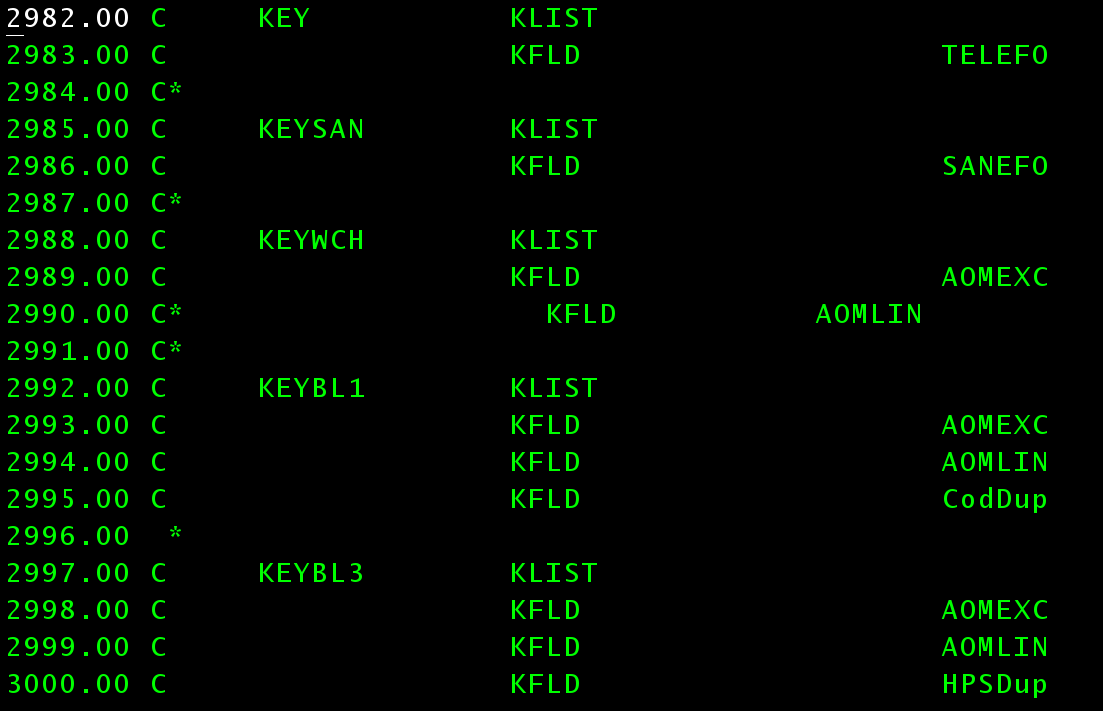 2982.00 C     KEY           KLIST
2983.00 C                   KFLD                    TELEFO
2984.00 C*
2985.00 C     KEYSAN        KLIST
2986.00 C                   KFLD                    SANEFO
2987.00 C*
2988.00 C     KEYWCH        KLIST
2989.00 C                   KFLD                    AOMEXC
2990.00 C*                    KFLD           AOMLIN
2991.00 C*
2992.00 C     KEYBL1        KLIST
2993.00 C                   KFLD                    AOMEXC
2994.00 C                   KFLD                    AOMLIN
2995.00 C                   KFLD                    CodDup
2996.00  *
2997.00 C     KEYBL3        KLIST
2998.00 C                   KFLD                    AOMEXC
2999.00 C                   KFLD                    AOMLIN
3000.00 C                   KFLD                    HPSDup